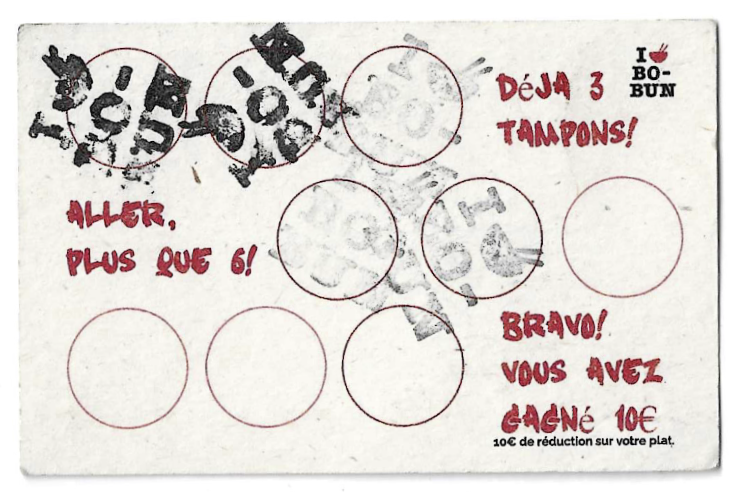 DéJA 3
TAMPONS!
I
BO-
BUN
ALLER,
PLUS QUE 6!
BRAVO!
VOUS AVEZ
GAGNé 10€
10€ de réduction sur votre plat.